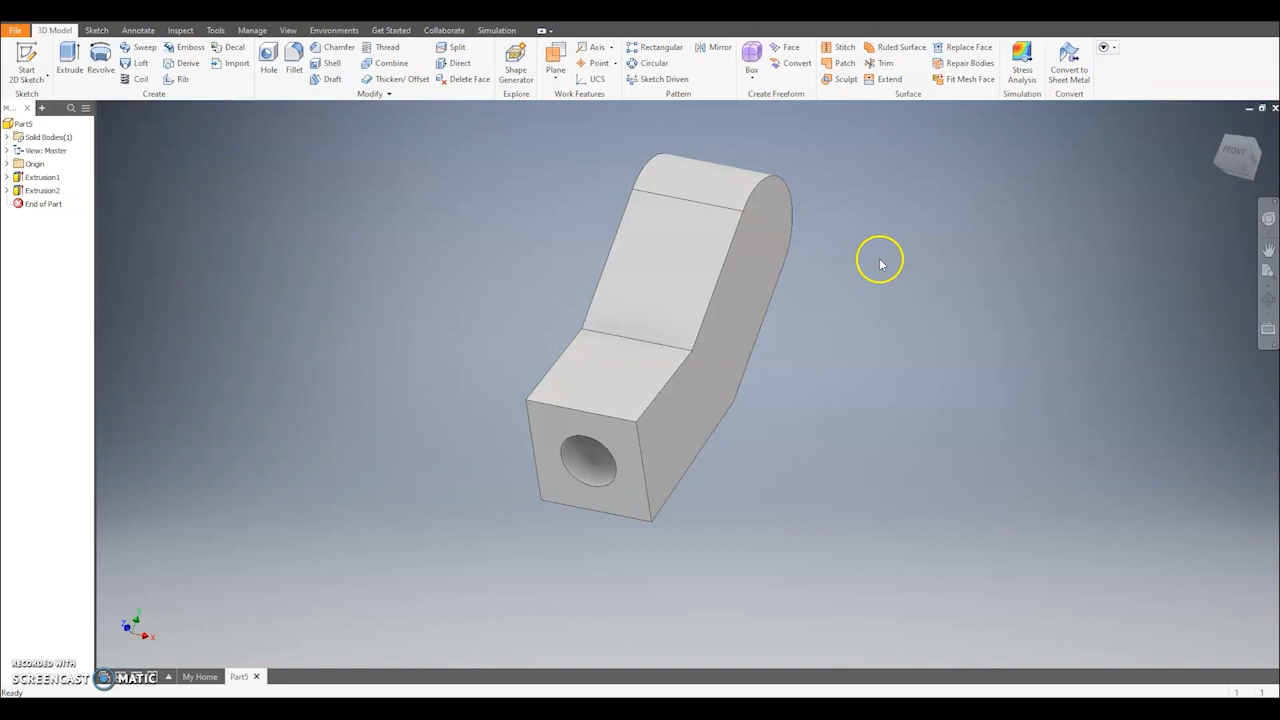 File 3D Model Sketch Annotate Inspect Tools Manage View Environments Get Started Collaborate Simulation
Start
2D Sketch
Extrude
Revolve
Sweep Emboss Decal
Loft Derive Import
Coil Rib
Hole
Fillet
Chamfer Thread Split
Shell Combine Direct
Draft Thicken/ Offset Delete Face
Shape
Generator
Plane
Axis
Point
UCS
Rectangular Mirror
Circular
Sketch Driven
Box
Face
Convert
Stitch Ruled Surface Replace Face
Patch Trim Repair Bodies
Sculpt Extend Fit Mesh Face
Stress
Analysis
Convert to
Sheet Metal
Sketch Create Modify Explore Work Features Pattern Create Freeform Surface Simulation Convert
M...
Part5
Solid Bodies(1)
View: Master
Origin
Extrusion1
Extrusion2
End of Part
FRONT
Y
Z
X
RECORDED WITH
SCREENCAST MATIC
My Home Part5
Ready 1 1